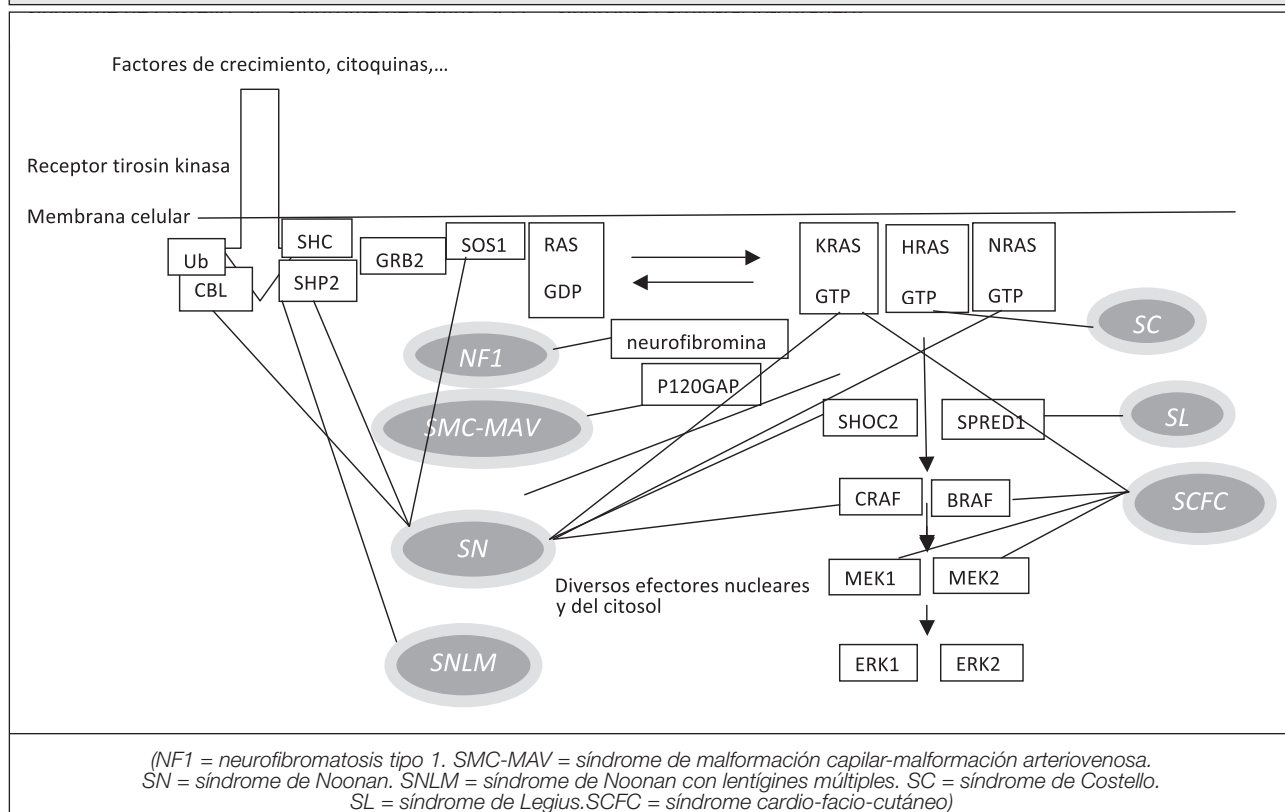 Factores de crecimiento, citoquinas,...
Receptor tirosin kinasa
Membrana celular
SHC
SOS1
RAS
KRAS
HRAS
NRAS
Ub
GRB2
CBL
SHP2
GDP
GTP
GTP
GTP
SC
NF1
neurofibromina
P120GAP
SMC-MAV
SHOC2
SPRED1
SL
CRAF
BRAF
SCFC
SN
Diversos efectores nucleares
y del citosol
MEK1
MEK2
SNLM
ERK1
ERK2
(NF1 = neurofibromatosis tipo 1. SMC-MAV = síndrome de malformación capilar-malformación arteriovenosa.
SN = síndrome de Noonan. SNLM = síndrome de Noonan con lentígines múltiples. SC = síndrome de Costello.
SL = síndrome de Legius.SCFC = síndrome cardio-facio-cutáneo)